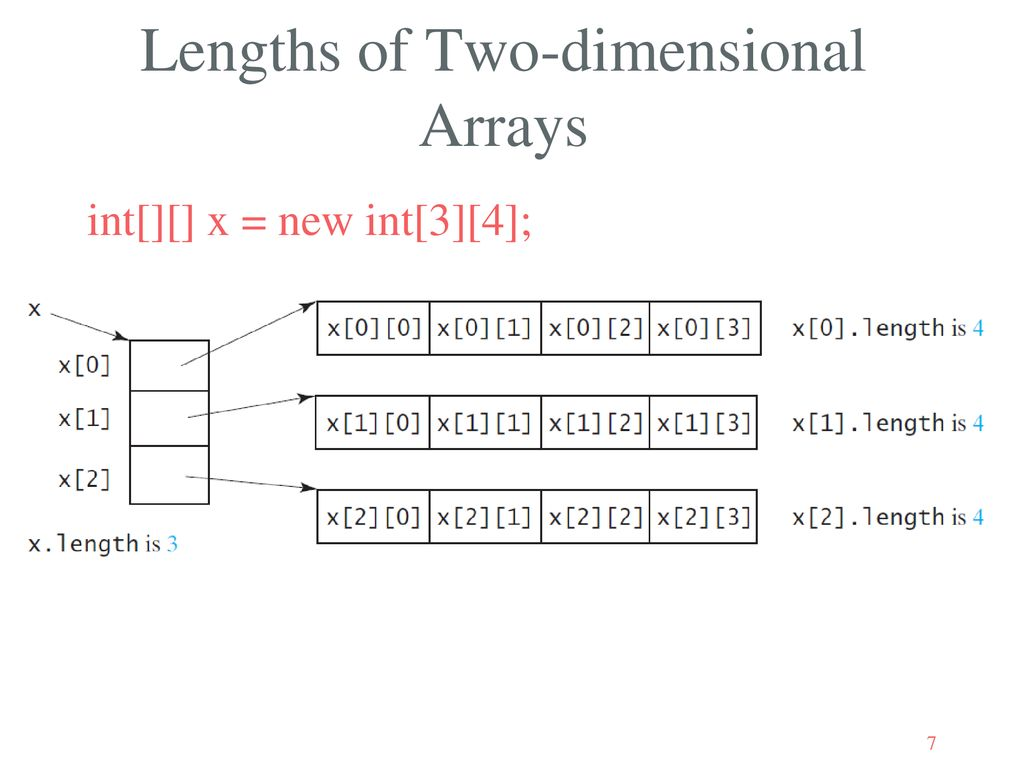 Lengths of Two-dimensional
Arrays
int[][] x = new int[3][4];
x
x[0]
x[1]
x[2]
x.length is 3
x[0][0] x[0][1] x[0][2] x[0][3] x[0].length is 4
x[1][0] x[1][1] x[1][2] x[1][3] x[1].length is 4
x[2][0] x[2][1] x[2][2] x[2][3] x[2].length is 4
7